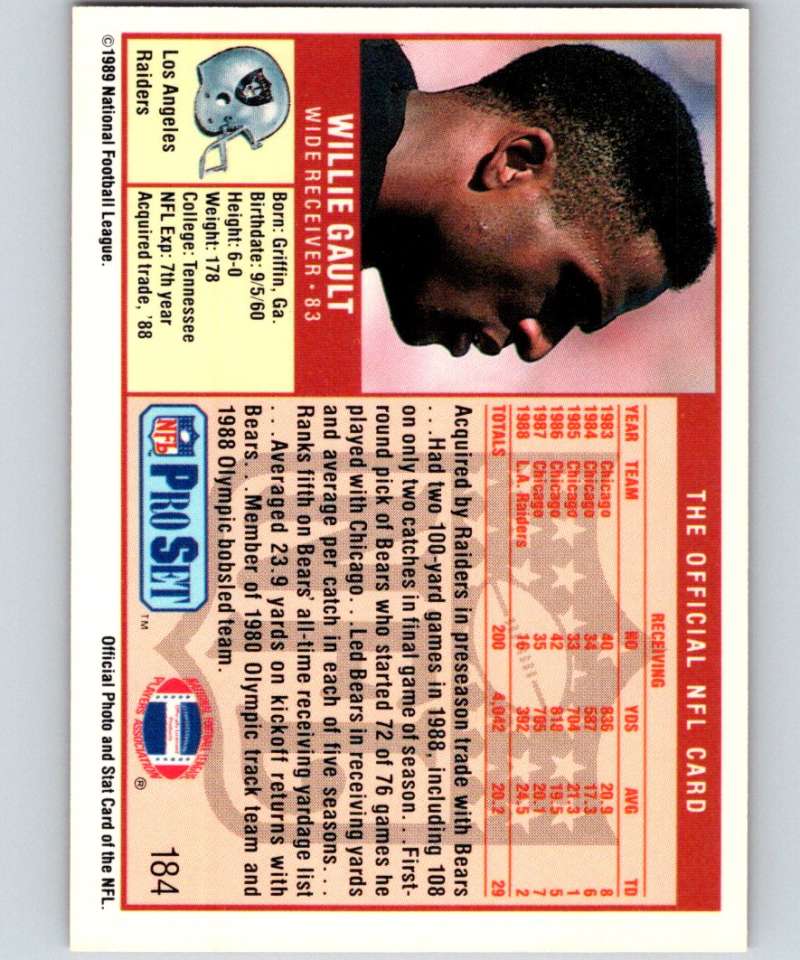 THE OFFICIAL NFL CARD
WILLIE GAULT
WIDE RECEIVER • 83
Los Angeles
Raiders
Born: Griffin, Ga.
Birthdate: 9/5/60
Height: 6-0
Weight: 178
College: Tennessee
NFL Exp: 7th year
Acquired trade, '88
RECEIVING
YEAR TEAM NO YDS AVG TD
1983 Chicago 40 836 20.9 8
1984 Chicago 34 587 17.3 6
1985 Chicago 33 704 21.3 1
1986 Chicago 42 818 19.5 5
1987 Chicago 35 705 20.1 7
1988 L.A. Raiders 16 392 24.5 2
TOTALS 200 4,042 20.2 29
Acquired by Raiders in preseason trade with Bears
. . . Had two 100-yard games in 1988, including 108
on only two catches in final game of season. . . First-
round pick of Bears who started 72 of 76 games he
played with Chicago. . . Led Bears in receiving yards
and average per catch in each of five seasons. . .
Ranks fifth on Bears' all-time receiving yardage list
. . . Averaged 23.9 yards on kickoff returns with
Bears. . . Member of 1980 Olympic track team and
1988 Olympic bobsled team.
NFL PRO SET ™
NATIONAL FOOTBALL LEAGUE
PLAYERS ASSOCIATION
Officially Licensed
Product
®
184
©1989 National Football League.
Official Photo and Stat Card of the NFL.